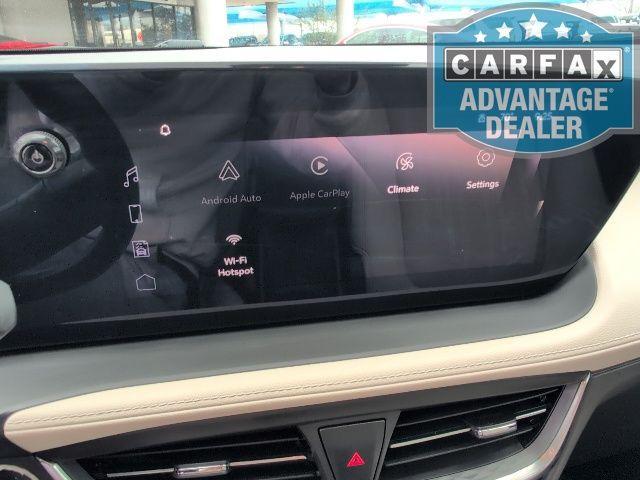 CARFAX
ADVANTAGE
DEALER
Android Auto
Apple CarPlay
Climate
Settings
Wi-Fi
Hotspot